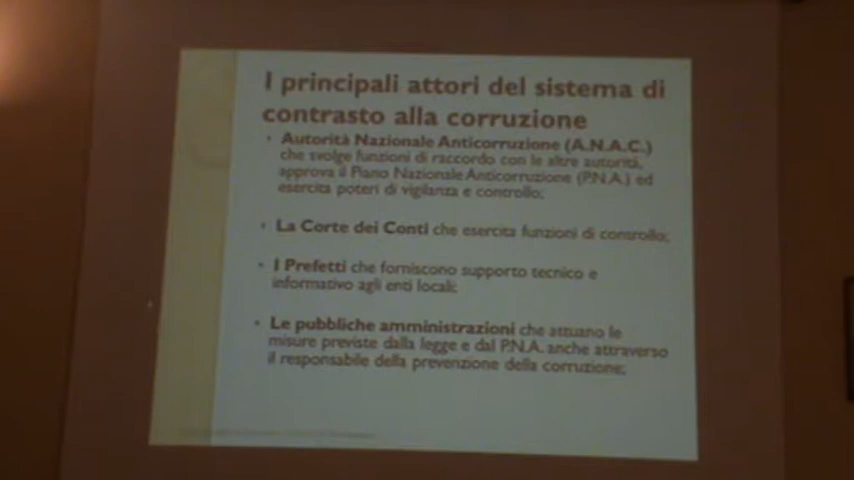 I principali attori del sistema di
contrasto alla corruzione
• Autorità Nazionale Anticorruzione (A.N.A.C.)
che svolge funzioni di raccordo con le altre autorità,
approva il Piano Nazionale Anticorruzione (P.N.A.) ed
esercita poteri di vigilanza e controllo;
• La Corte dei Conti che esercita funzioni di controllo;
• I Prefetti che forniscono supporto tecnico e
informativo agli enti locali;
• Le pubbliche amministrazioni che attuano le
misure previste dalla legge e dal P.N.A. anche attraverso
il responsabile della prevenzione della corruzione;